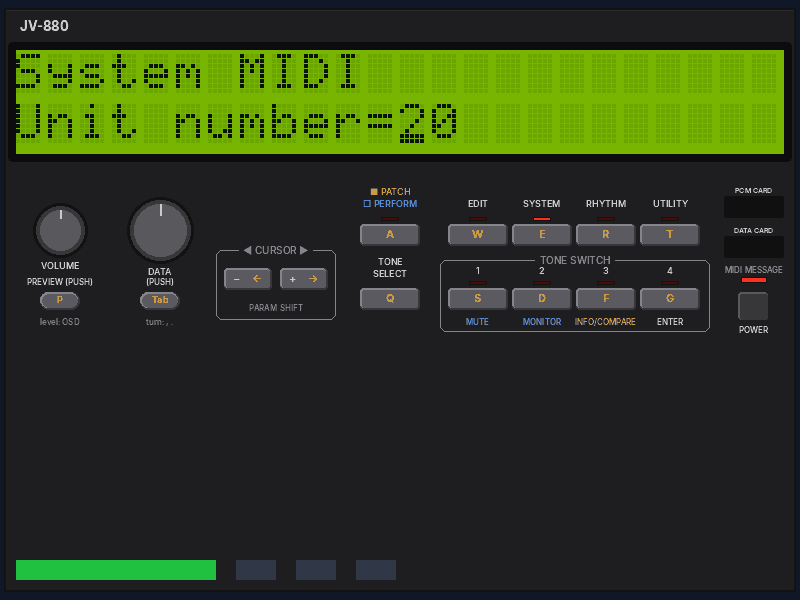 JV-880
System MIDI
Unit number=20
■ PATCH
□ PERFORM
EDIT
SYSTEM
RHYTHM
UTILITY
PCM CARD
A
W
E
R
T
DATA CARD
VOLUME
PREVIEW (PUSH)
P
level: OSD
DATA
(PUSH)
Tab
turn: , .
◀ CURSOR ▶
− ←
+ →
PARAM SHIFT
TONE
SELECT
Q
TONE SWITCH
1
2
3
4
S
D
F
G
MUTE
MONITOR
INFO/COMPARE
ENTER
MIDI MESSAGE
POWER